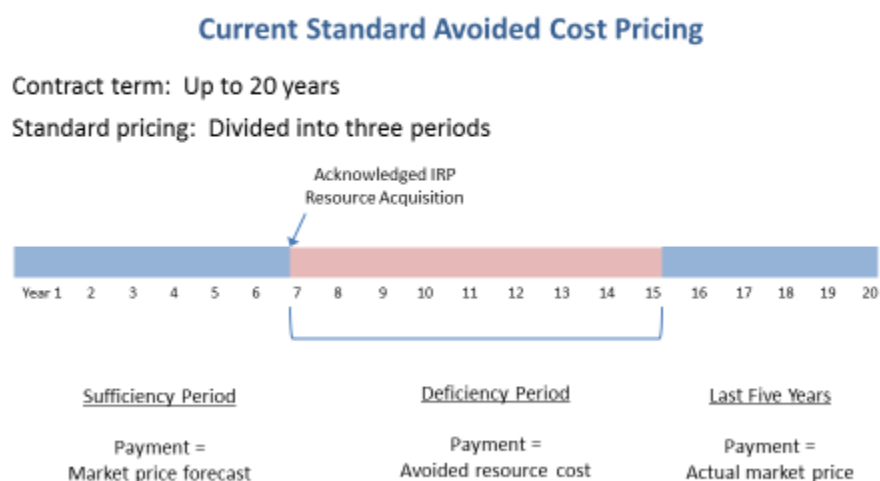 Current Standard Avoided Cost Pricing
Contract term: Up to 20 years
Standard pricing: Divided into three periods
Acknowledged IRP
Resource Acquisition
Year 1 2 3 4 5 6 7 8 9 10 11 12 13 14 15 16 17 18 19 20
Sufficiency Period
Payment =
Market price forecast
Deficiency Period
Payment =
Avoided resource cost
Last Five Years
Payment =
Actual market price